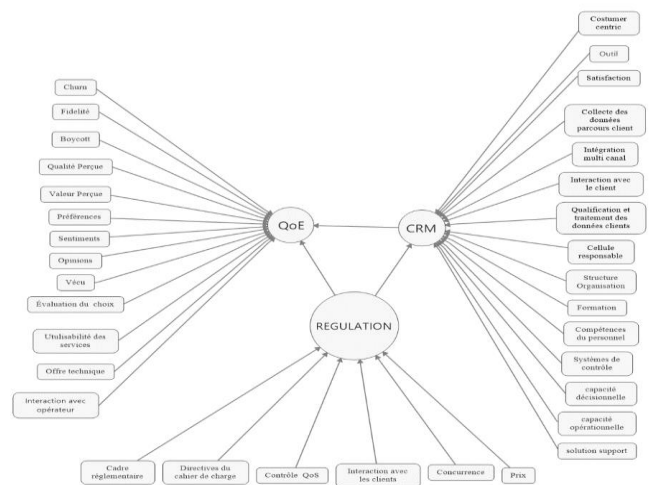 Costumer
centric
Outil
Satisfaction
Collecte des
données
parcours client
Intégration
multi canal
Interaction avec
le client
Qualification et
traitement des
données clients
Cellule
responsable
Structure
Organisation
Formation
Compétences
du personnel
Systèmes de
contrôle
capacité
décisionnelle
capacité
opérationnelle
solution support
Churn
Fidelité
Boycott
Qualité Perçue
Valeur Perçue
Préférences
Sentiments
Opinions
Vécu
Évaluation du choix
Utulisabilité des
services
Offre technique
Interaction avec
opérateur
QoE
CRM
REGULATION
Cadre
réglementaire
Directives du
cahier de charge
Contrôle QoS
Interaction avec
les clients
Concurrence
Prix